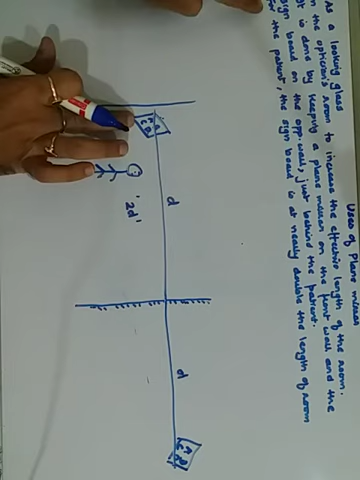 Uses of Plane mirror
As a looking glass
In the optician's room to increase the effective length of the room.
It is done by keeping a plane mirror on the front wall and the
sign board on the opp. wall, just behind the patient.
For the patient, the sign board is at nearly double the length of room
d
'2d'
d